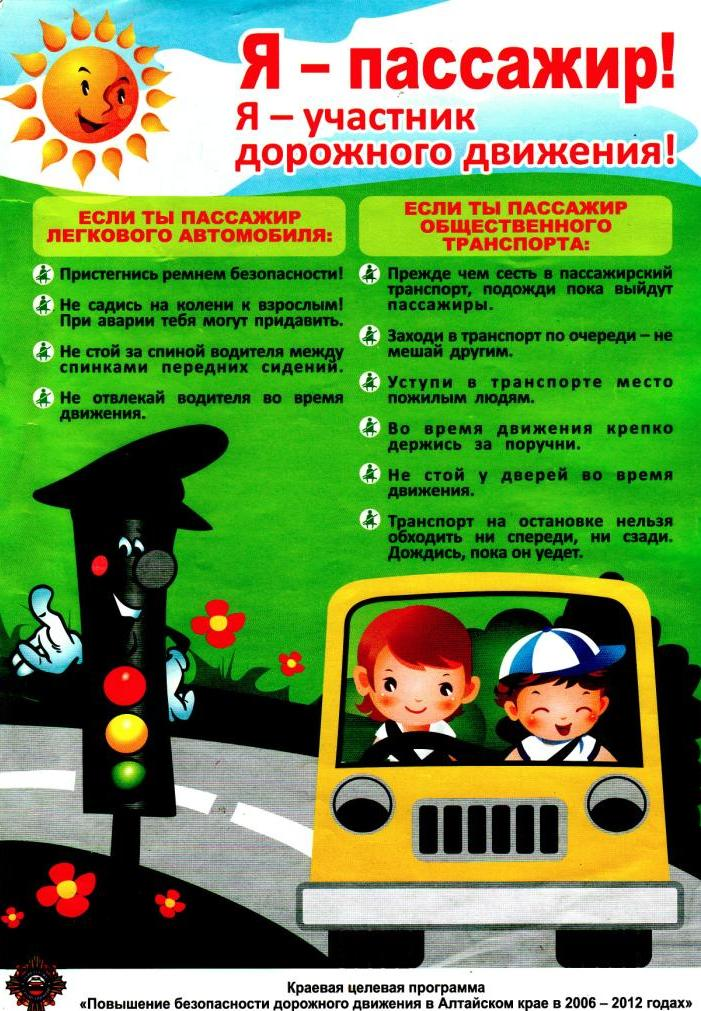 Я – пассажир!
Я – участник
дорожного движения!
ЕСЛИ ТЫ ПАССАЖИР
ЛЕГКОВОГО АВТОМОБИЛЯ:
Пристегнись ремнем безопасности!
Не садись на колени к взрослым!
При аварии тебя могут придавить.
Не стой за спиной водителя между
спинками передних сидений.
Не отвлекай водителя во время
движения.
ЕСЛИ ТЫ ПАССАЖИР
ОБЩЕСТВЕННОГО
ТРАНСПОРТА:
Прежде чем сесть в пассажирский
транспорт, подожди пока выйдут
пассажиры.
Заходи в транспорт по очереди – не
мешай другим.
Уступи в транспорте место
пожилым людям.
Во время движения крепко
держись за поручни.
Не стой у дверей во время
движения.
Транспорт на остановке нельзя
обходить ни спереди, ни сзади.
Дождись, пока он уедет.
Краевая целевая программа
«Повышение безопасности дорожного движения в Алтайском крае в 2006 – 2012 годах»